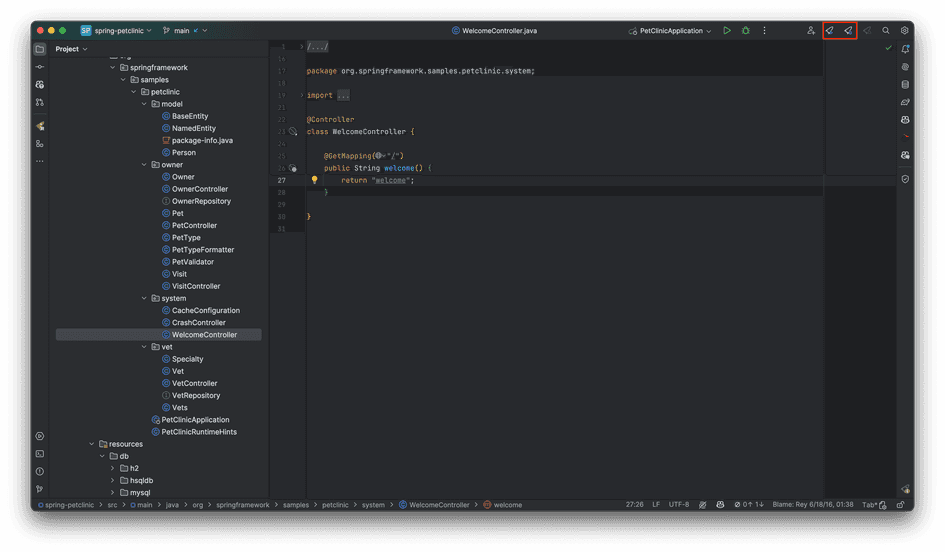 SP spring-petclinic main WelcomeController.java PetClinicApplication
Project
org
springframework
samples
petclinic
model
BaseEntity
NamedEntity
package-info.java
Person
owner
Owner
OwnerController
OwnerRepository
Pet
PetController
PetType
PetTypeFormatter
PetValidator
Visit
VisitController
system
CacheConfiguration
CrashController
WelcomeController
vet
Specialty
Vet
VetController
VetRepository
Vets
PetClinicApplication
PetClinicRuntimeHints
resources
db
h2
hsqldb
mysql
1 /.../
16
17 package org.springframework.samples.petclinic.system;
18
19 import ...
21
22 @Controller
23 class WelcomeController {
24
25 @GetMapping("/")
26 public String welcome() {
27 return "welcome";
28 }
29
30 }
31
spring-petclinic > src > main > java > org > springframework > samples > petclinic > system > WelcomeController > welcome 27:26 LF UTF-8 0↑ 1↓ Blame: Rey 6/18/16, 01:38 Tab*